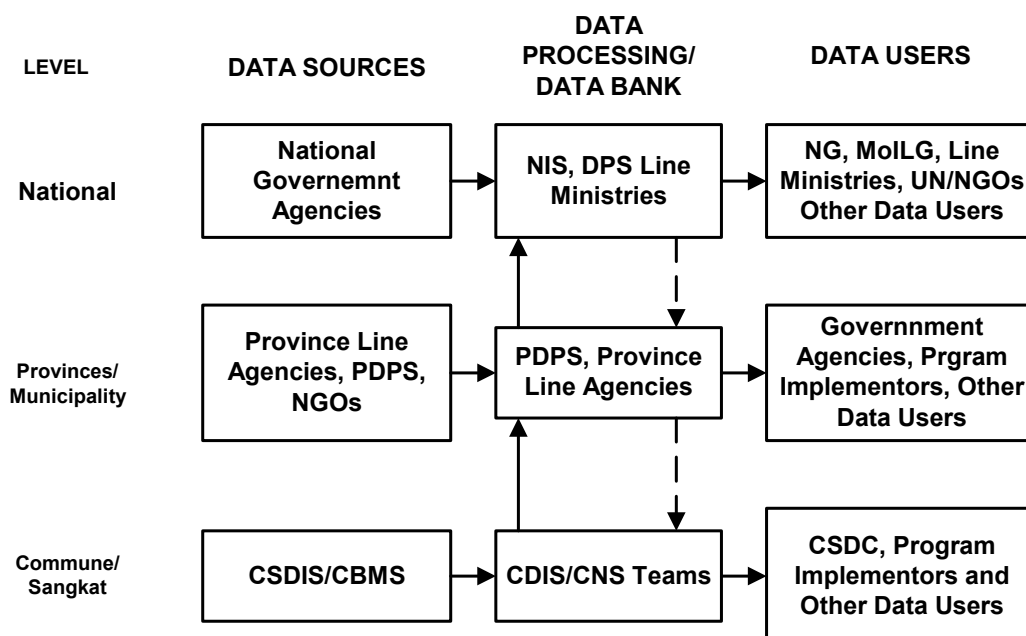 LEVEL
DATA SOURCES
DATA
PROCESSING/
DATA BANK
DATA USERS
National
National
Governemnt
Agencies
NIS, DPS Line
Ministries
NG, MoILG, Line
Ministries, UN/NGOs
Other Data Users
Provinces/
Municipality
Province Line
Agencies, PDPS,
NGOs
PDPS, Province
Line Agencies
Governnment
Agencies, Prgram
Implementors, Other
Data Users
Commune/
Sangkat
CSDIS/CBMS
CDIS/CNS Teams
CSDC, Program
Implementors and
Other Data Users